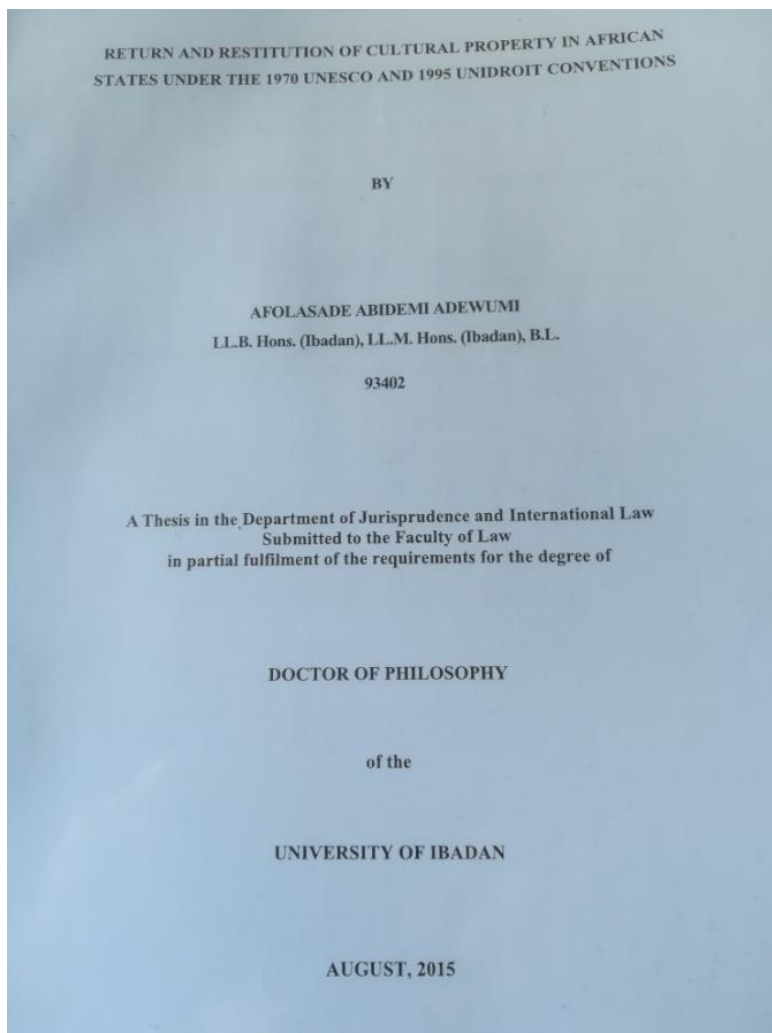 RETURN AND RESTITUTION OF CULTURAL PROPERTY IN AFRICAN
STATES UNDER THE 1970 UNESCO AND 1995 UNIDROIT CONVENTIONS
BY
AFOLASADE ABIDEMI ADEWUMI
LL.B. Hons. (Ibadan), LL.M. Hons. (Ibadan), B.L.
93402
A Thesis in the Department of Jurisprudence and International Law
Submitted to the Faculty of Law
in partial fulfilment of the requirements for the degree of
DOCTOR OF PHILOSOPHY
of the
UNIVERSITY OF IBADAN
AUGUST, 2015